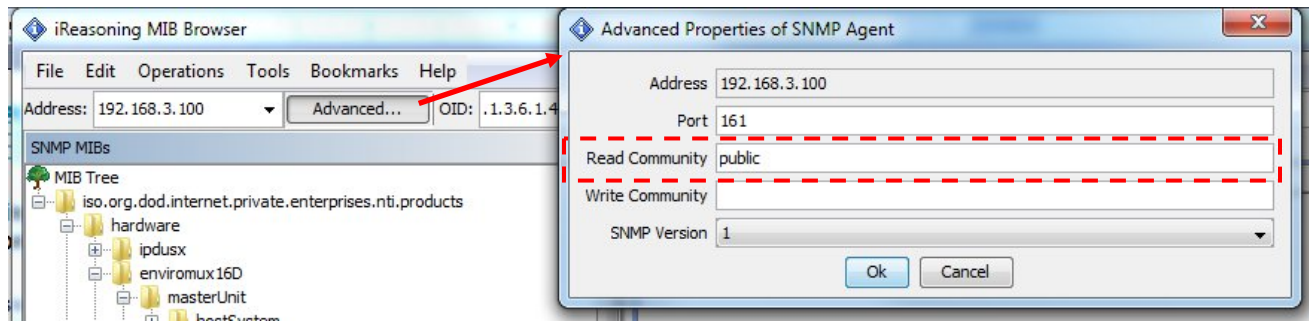 iReasoning MIB Browser
File Edit Operations Tools Bookmarks Help
Address: 192.168.3.100 Advanced... OID: .1.3.6.1.4
SNMP MIBs
MIB Tree
iso.org.dod.internet.private.enterprises.nti.products
hardware
ipdusx
enviromux16D
masterUnit
hostSystem
Advanced Properties of SNMP Agent
Address 192.168.3.100
Port 161
Read Community public
Write Community
SNMP Version 1
Ok Cancel